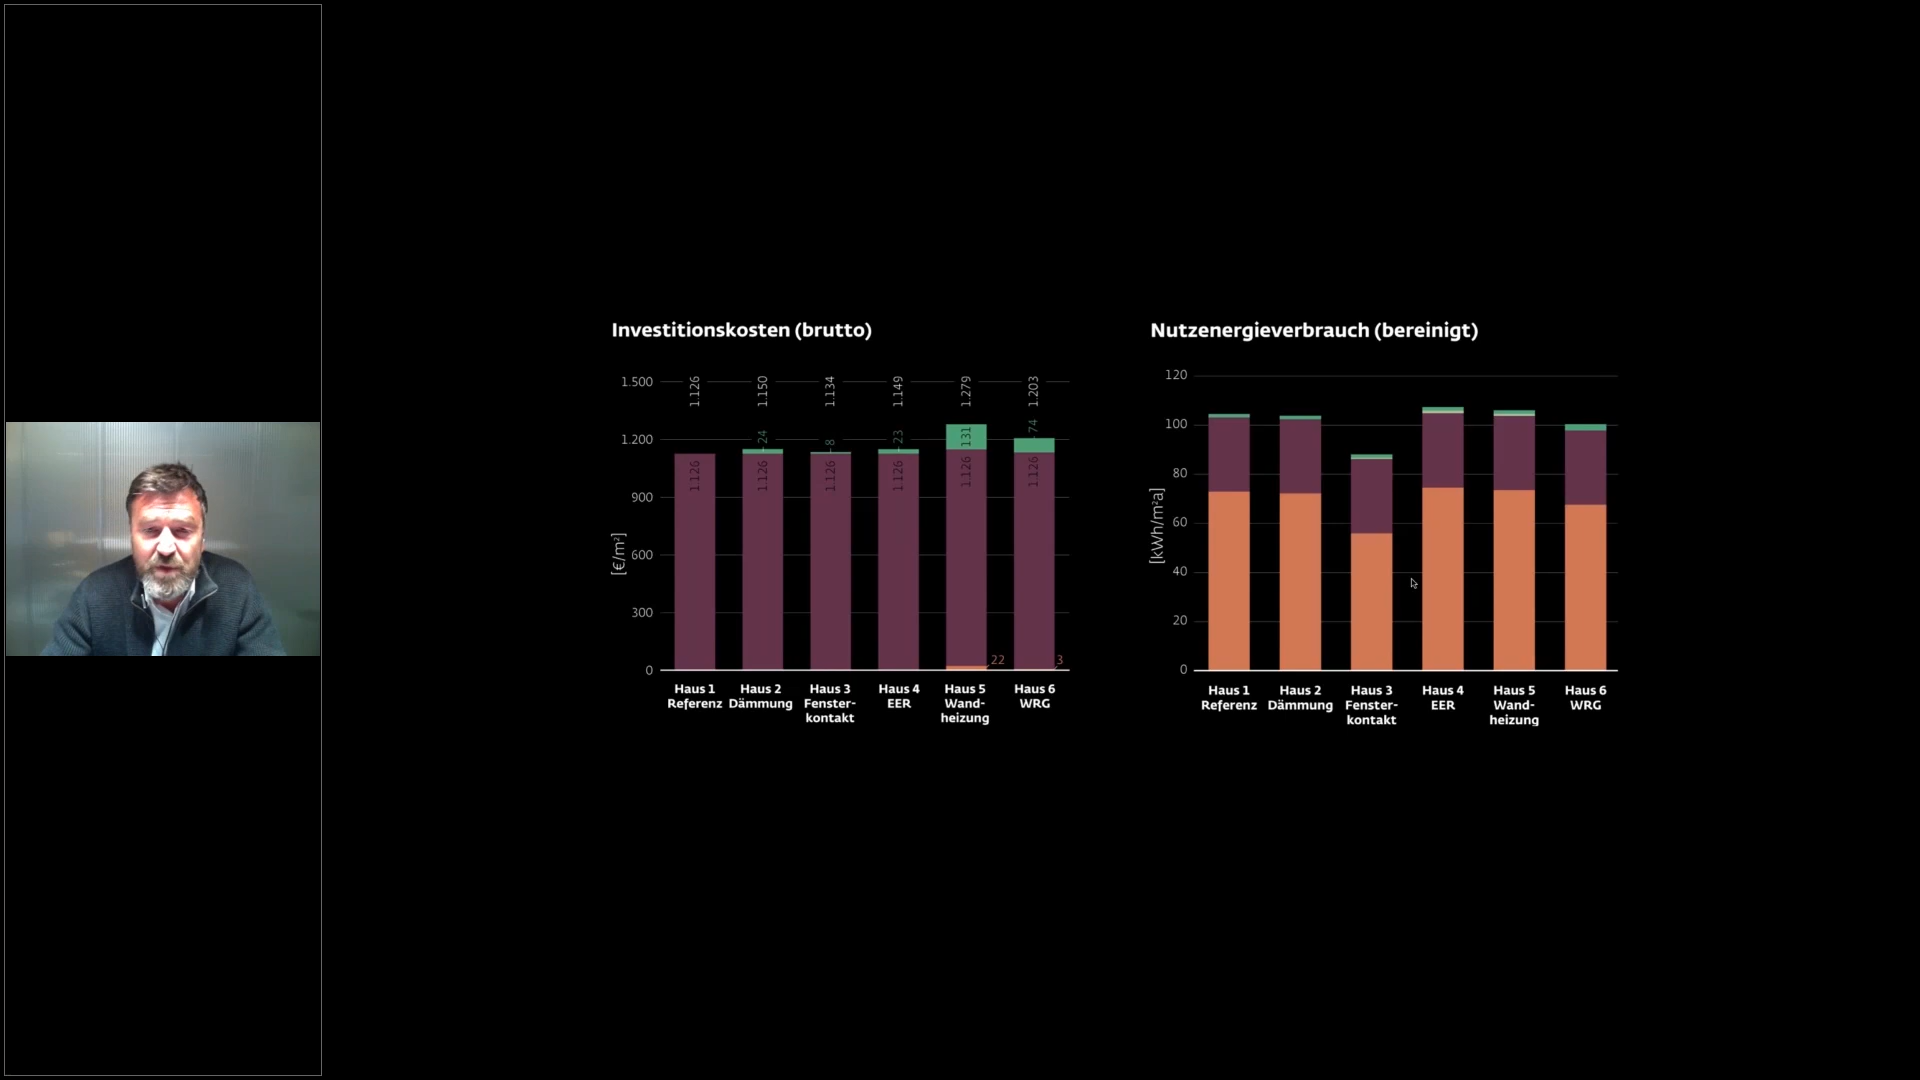 Investitionskosten (brutto)
1.500
1.200
900
600
300
0
[€/m²]
1.126
1.150
1.134
1.149
1.279
1.203
24
8
23
131
74
1.126
1.126
1.126
1.126
1.126
1.126
22
3
Haus 1
Referenz
Haus 2
Dämmung
Haus 3
Fenster-
kontakt
Haus 4
EER
Haus 5
Wand-
heizung
Haus 6
WRG
Nutzenergieverbrauch (bereinigt)
120
100
80
60
40
20
0
[kWh/m²a]
Haus 1
Referenz
Haus 2
Dämmung
Haus 3
Fenster-
kontakt
Haus 4
EER
Haus 5
Wand-
heizung
Haus 6
WRG